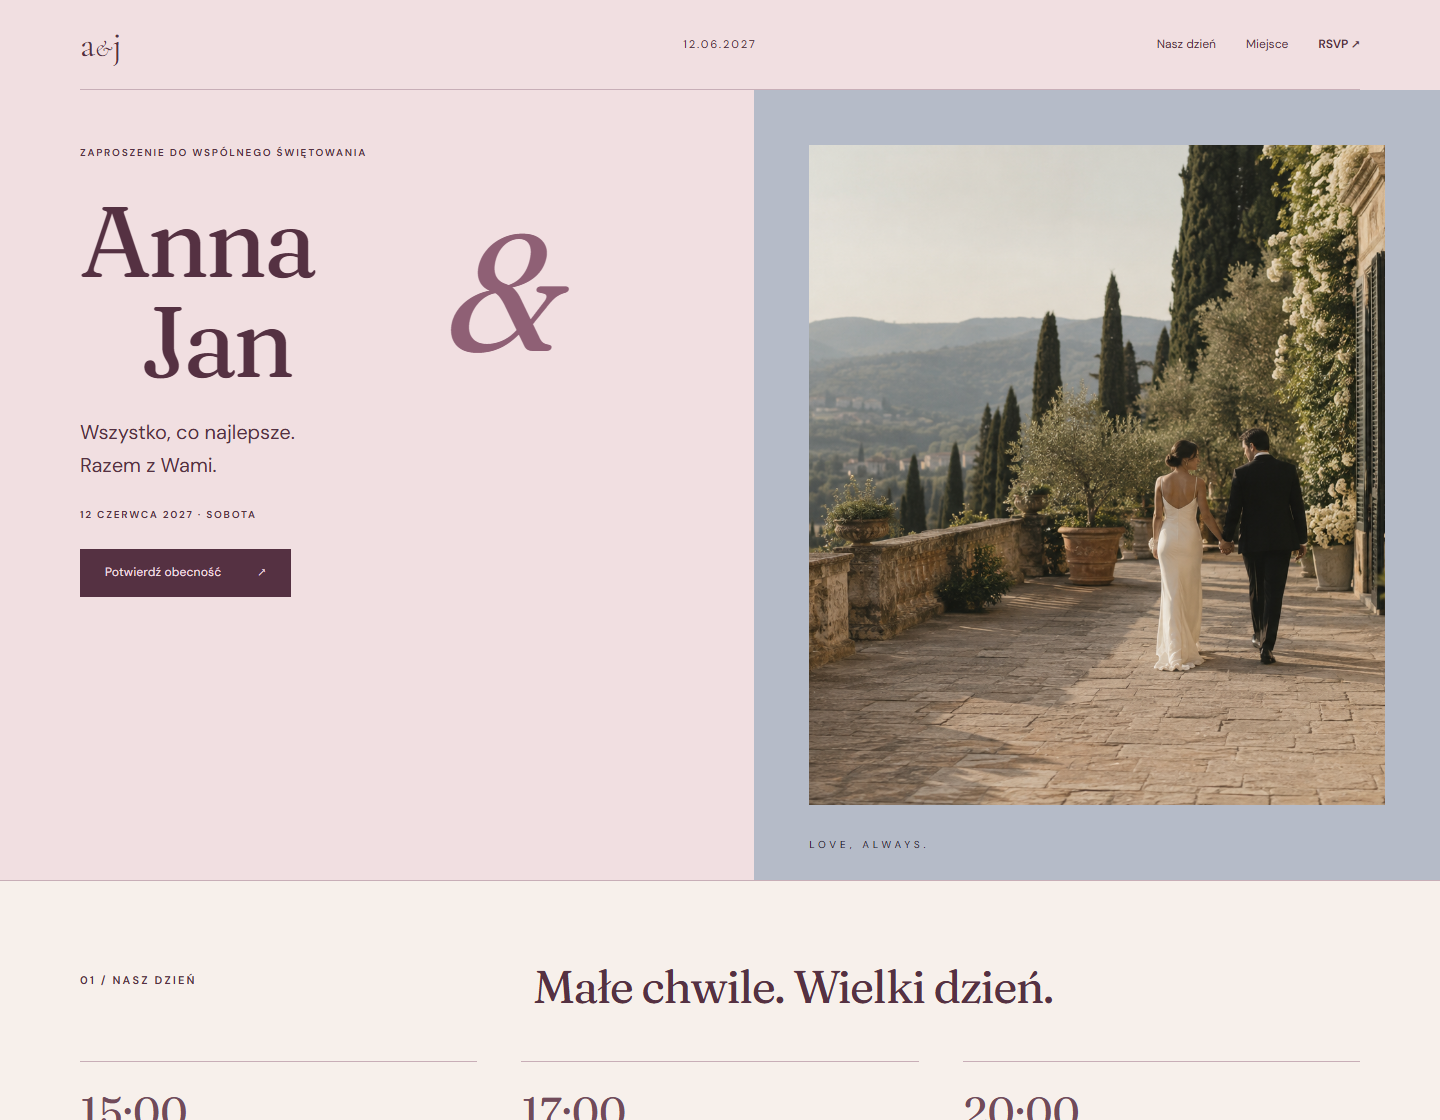 a&j
12.06.2027
Nasz dzień
Miejsce
RSVP ↗
ZAPROSZENIE DO WSPÓLNEGO ŚWIĘTOWANIA
Anna
&
Jan
Wszystko, co najlepsze.
Razem z Wami.
12 CZERWCA 2027 · SOBOTA
Potwierdź obecność ↗
LOVE, ALWAYS.
01 / NASZ DZIEŃ
Małe chwile. Wielki dzień.
15:00
17:00
20:00